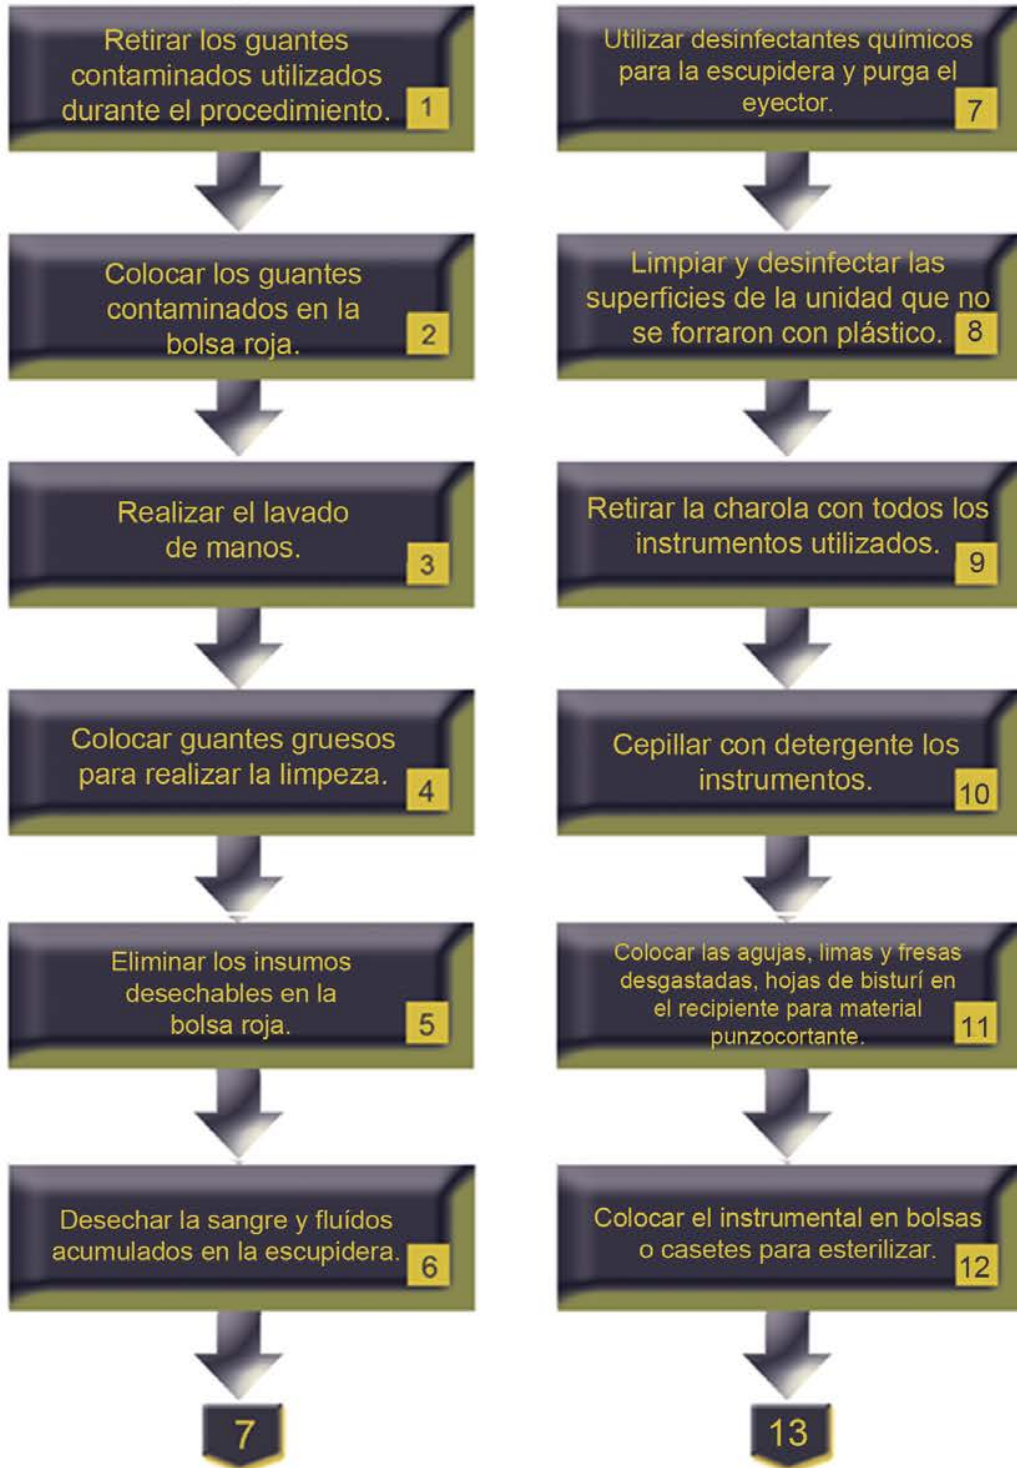 Retirar los guantes
contaminados utilizados
durante el procedimiento.
1
Colocar los guantes
contaminados en la
bolsa roja.
2
Realizar el lavado
de manos.
3
Colocar guantes gruesos
para realizar la limpeza.
4
Eliminar los insumos
desechables en la
bolsa roja.
5
Desechar la sangre y fluídos
acumulados en la escupidera.
6
7
Utilizar desinfectantes químicos
para la escupidera y purga el
eyector.
7
Limpiar y desinfectar las
superficies de la unidad que no
se forraron con plástico.
8
Retirar la charola con todos los
instrumentos utilizados.
9
Cepillar con detergente los
instrumentos.
10
Colocar las agujas, limas y fresas
desgastadas, hojas de bisturí en
el recipiente para material
punzocortante.
11
Colocar el instrumental en bolsas
o casetes para esterilizar.
12
13